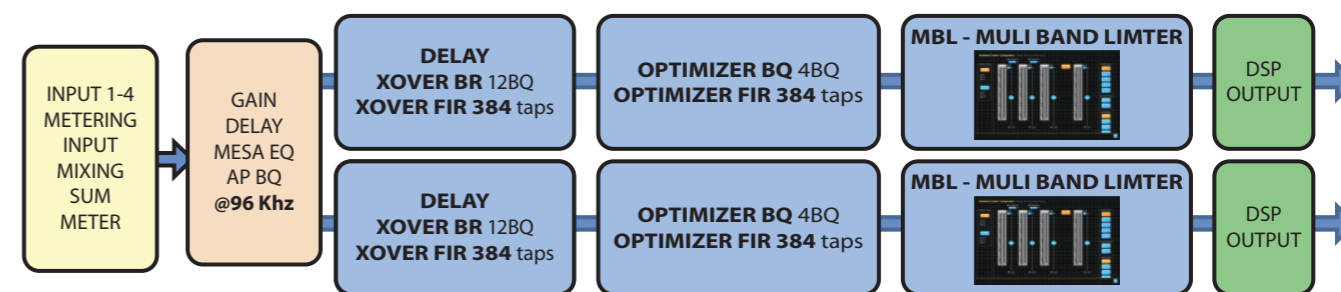 INPUT 1-4
METERING
INPUT
MIXING
SUM
METER
GAIN
DELAY
MESA EQ
AP BQ
@96 Khz
DELAY
XOVER BR 12BQ
XOVER FIR 384 taps
OPTIMIZER BQ 4BQ
OPTIMIZER FIR 384 taps
MBL - MULI BAND LIMTER
DSP
OUTPUT
DELAY
XOVER BR 12BQ
XOVER FIR 384 taps
OPTIMIZER BQ 4BQ
OPTIMIZER FIR 384 taps
MBL - MULI BAND LIMTER
DSP
OUTPUT